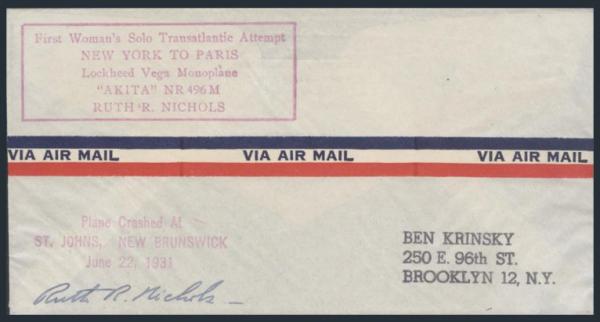 First Woman's Solo Transatlantic Attempt
NEW YORK TO PARIS
Lockheed Vega Monoplane
"AKITA" NR496M
RUTH R. NICHOLS
VIA AIR MAIL VIA AIR MAIL VIA AIR MAIL
Plane Crashed At
ST. JOHNS, NEW BRUNSWICK
June 22, 1931
Ruth R. Nichols
BEN KRINSKY
250 E. 96th ST.
BROOKLYN 12, N.Y.